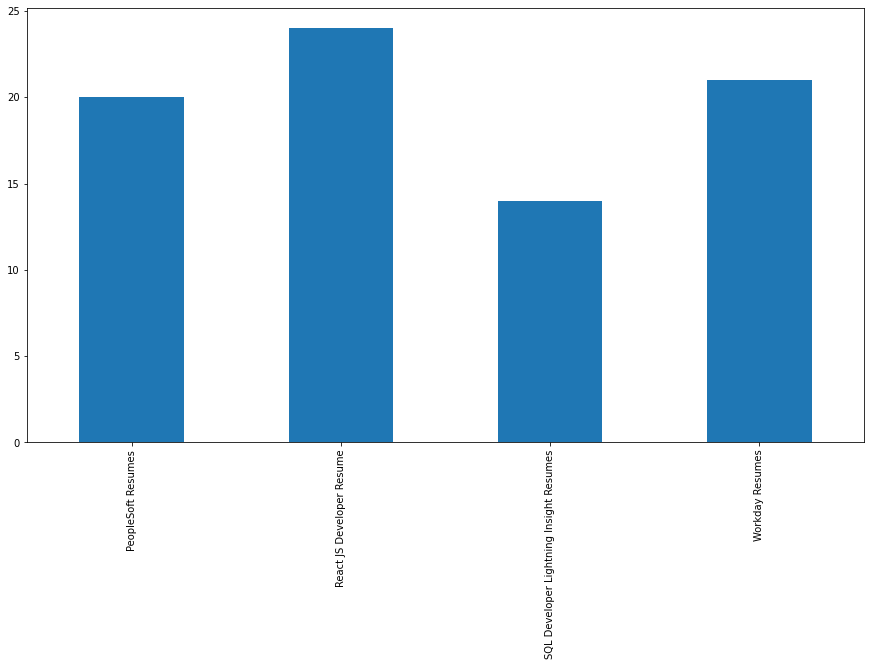 25
20
15
10
5
0
PeopleSoft Resumes
React JS Developer Resume
SQL Developer Lightning Insight Resumes
Workday Resumes